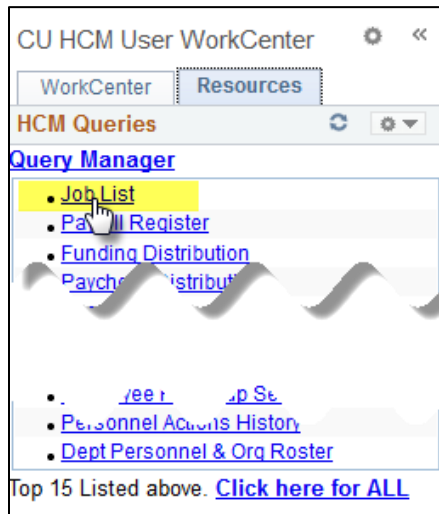 CU HCM User WorkCenter
WorkCenter Resources
HCM Queries
Query Manager
Job List
Register
Funding Distribution
Personnel Actions History
Dept Personnel & Org Roster
Top 15 Listed above. Click here for ALL